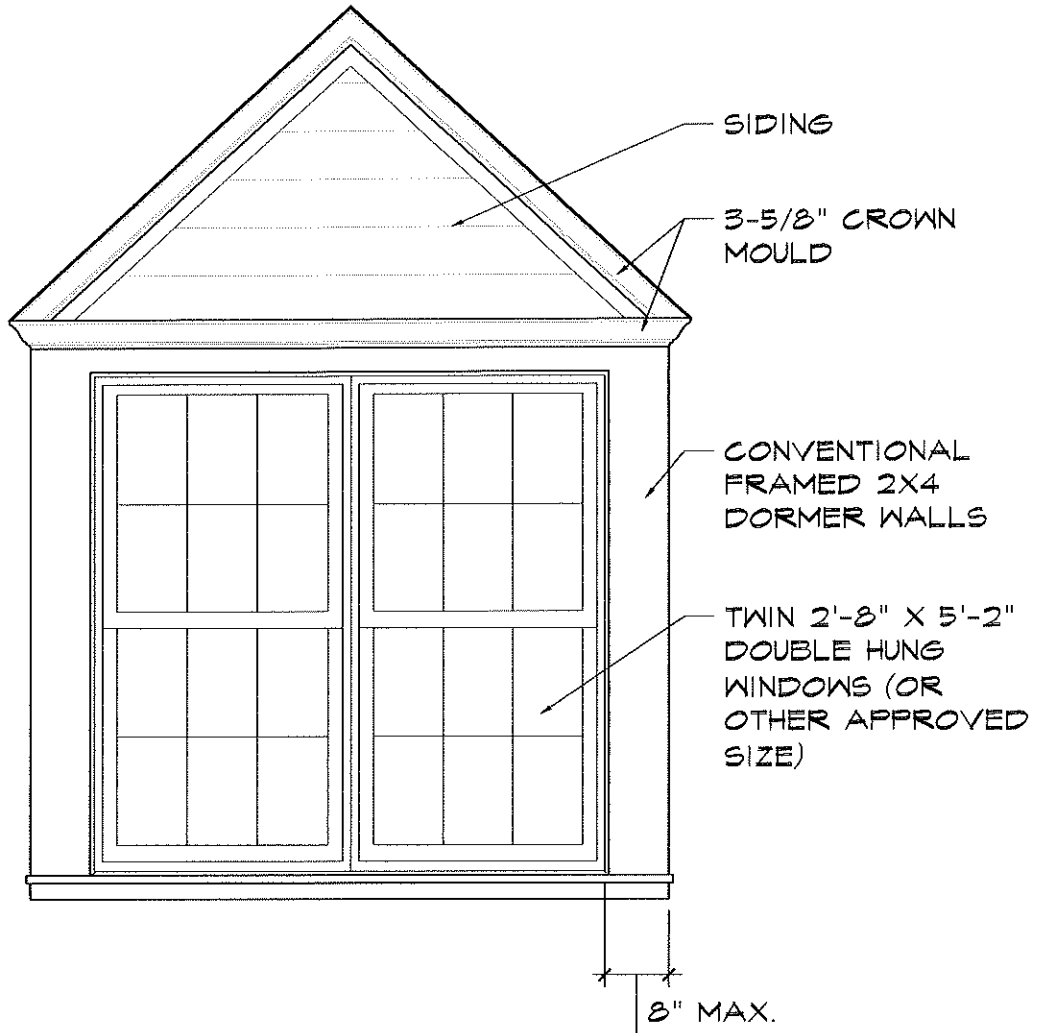 SIDING
3-5/8" CROWN
MOULD
CONVENTIONAL
FRAMED 2X4
DORMER WALLS
TWIN 2'-8" X 5'-2"
DOUBLE HUNG
WINDOWS (OR
OTHER APPROVED
SIZE)
8" MAX.